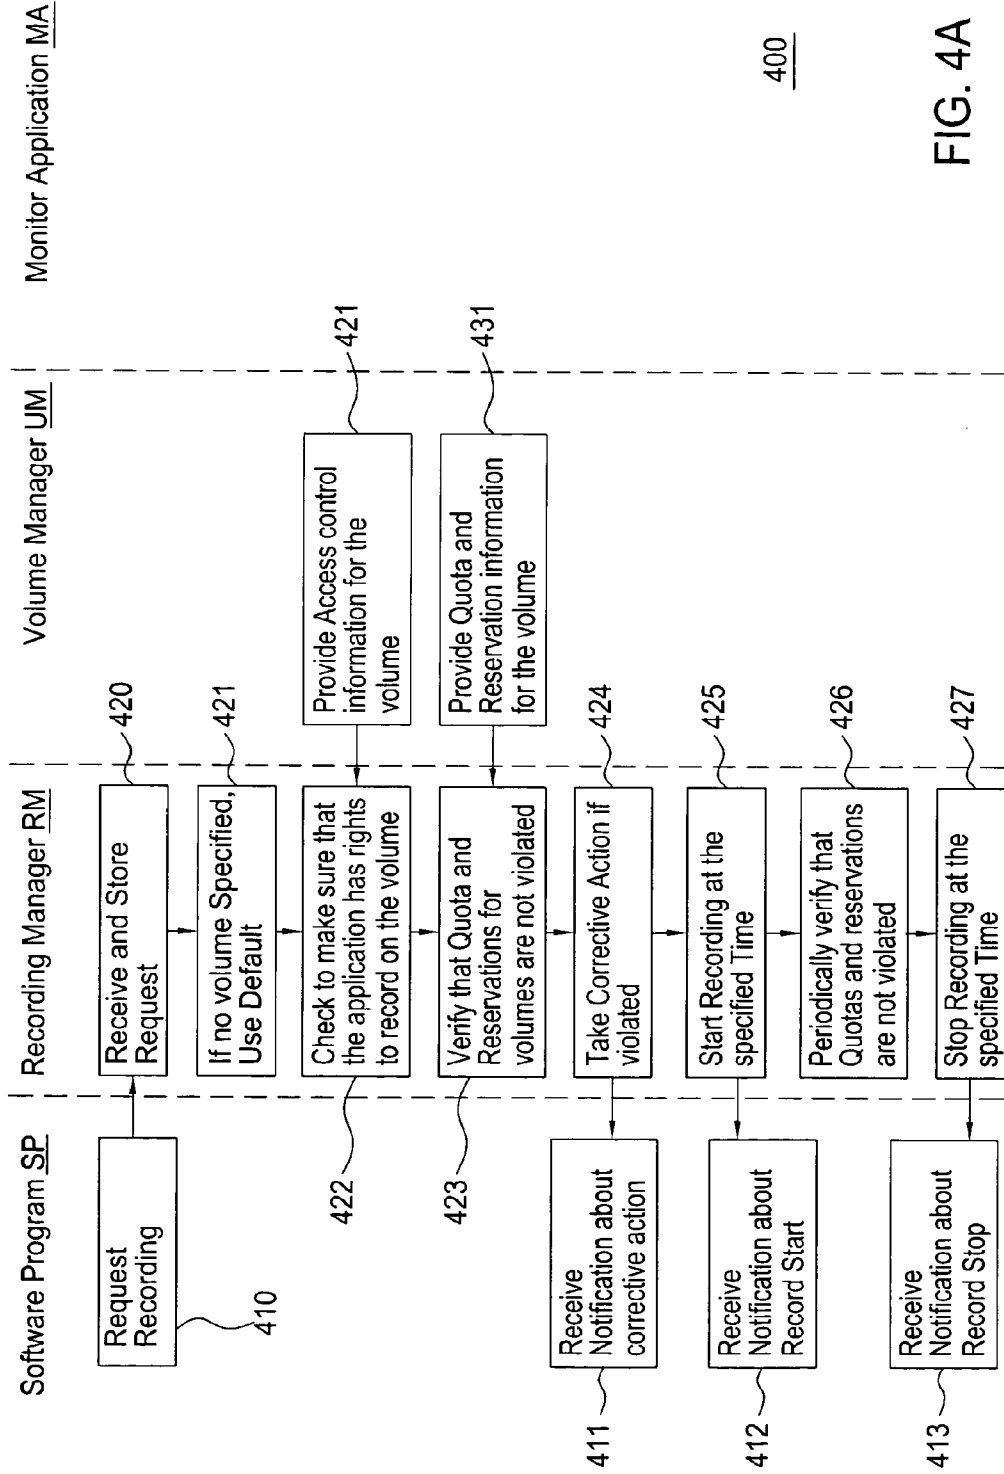 Software Program SP
Recording Manager RM
Volume Manager UM
Monitor Application MA
Request
Recording
410
Receive and Store
Request
420
If no volume Specified,
Use Default
421
Check to make sure that
the application has rights
to record on the volume
422
Provide Access control
information for the
volume
421
Verify that Quota and
Reservations for
volumes are not violated
423
Provide Quota and
Reservation information
for the volume
431
Take Corrective Action if
violated
424
Receive
Notification about
corrective action
411
Start Recording at the
specified Time
425
Receive
Notification about
Record Start
412
Periodically verify that
Quotas and reservations
are not violated
426
Stop Recording at the
specified Time
427
Receive
Notification about
Record Stop
413
400
FIG. 4A